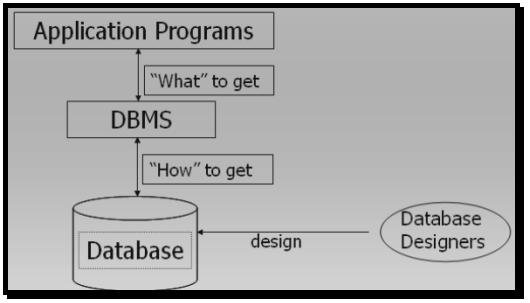 Application Programs
"What" to get
DBMS
"How" to get
Database
design
Database
Designers